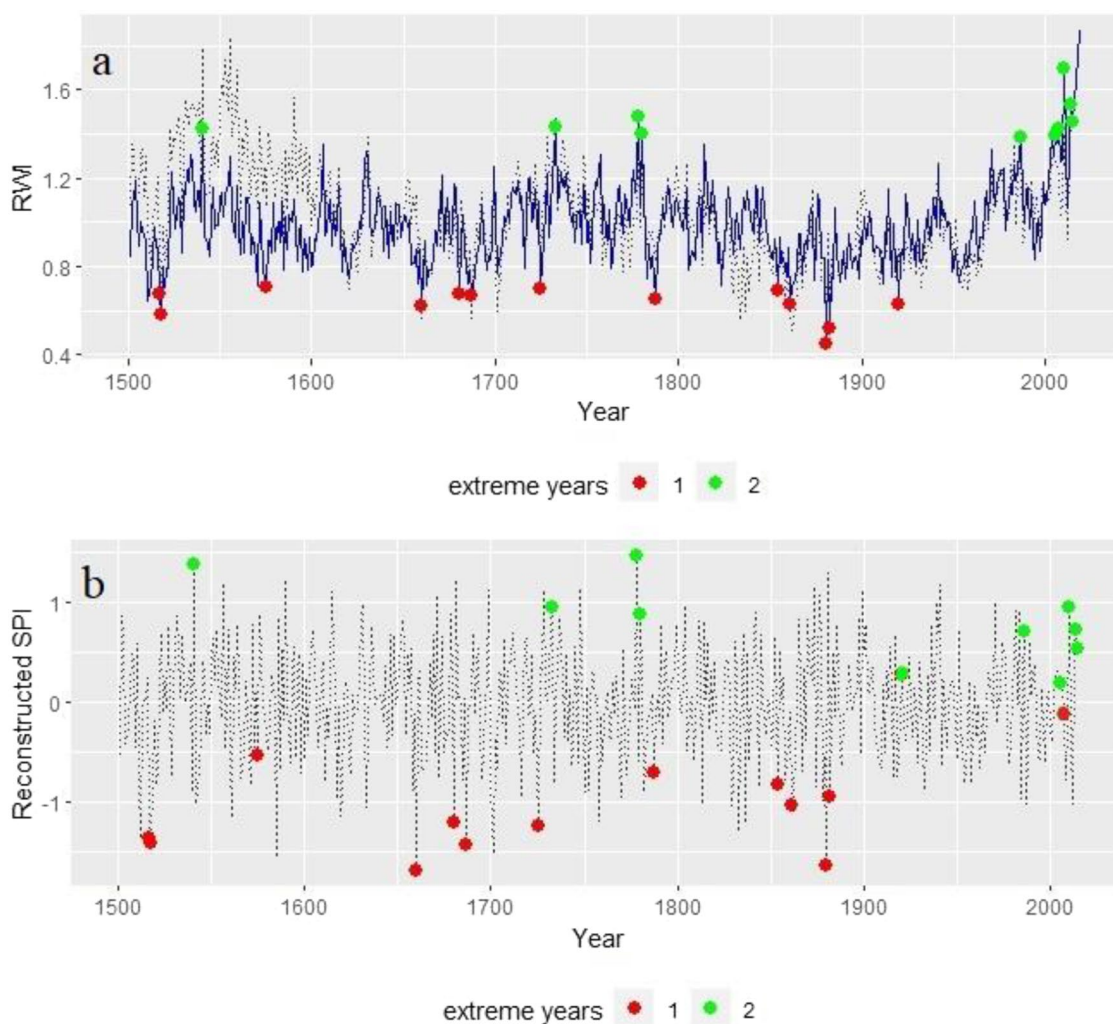 a
RWI
1.6
1.2
0.8
0.4
1500 1600 1700 1800 1900 2000
Year
extreme years 1 2
b
Reconstructed SPI
1
0
-1
1500 1600 1700 1800 1900 2000
Year
extreme years 1 2